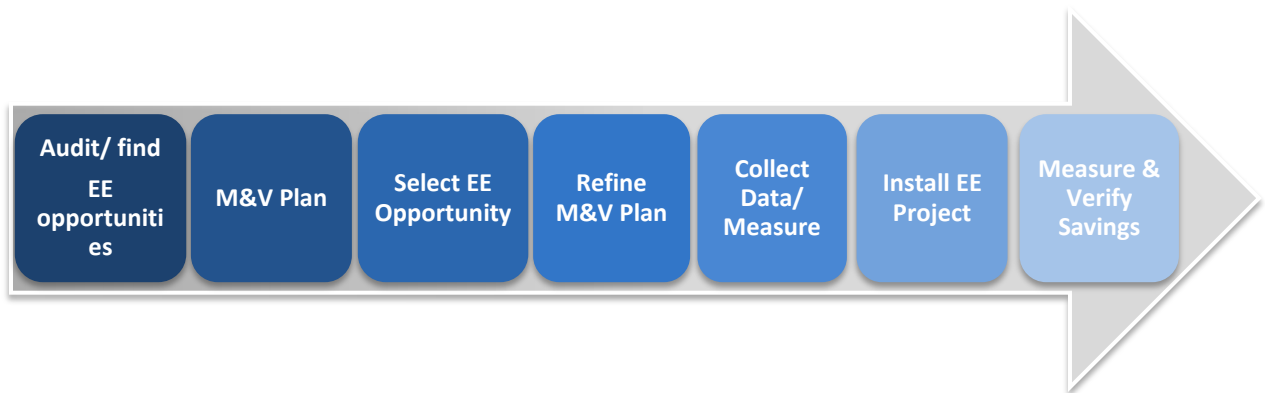 Audit/ find
EE
opportuniti
es
M&V Plan
Select EE
Opportunity
Refine
M&V Plan
Collect
Data/
Measure
Install EE
Project
Measure &
Verify
Savings